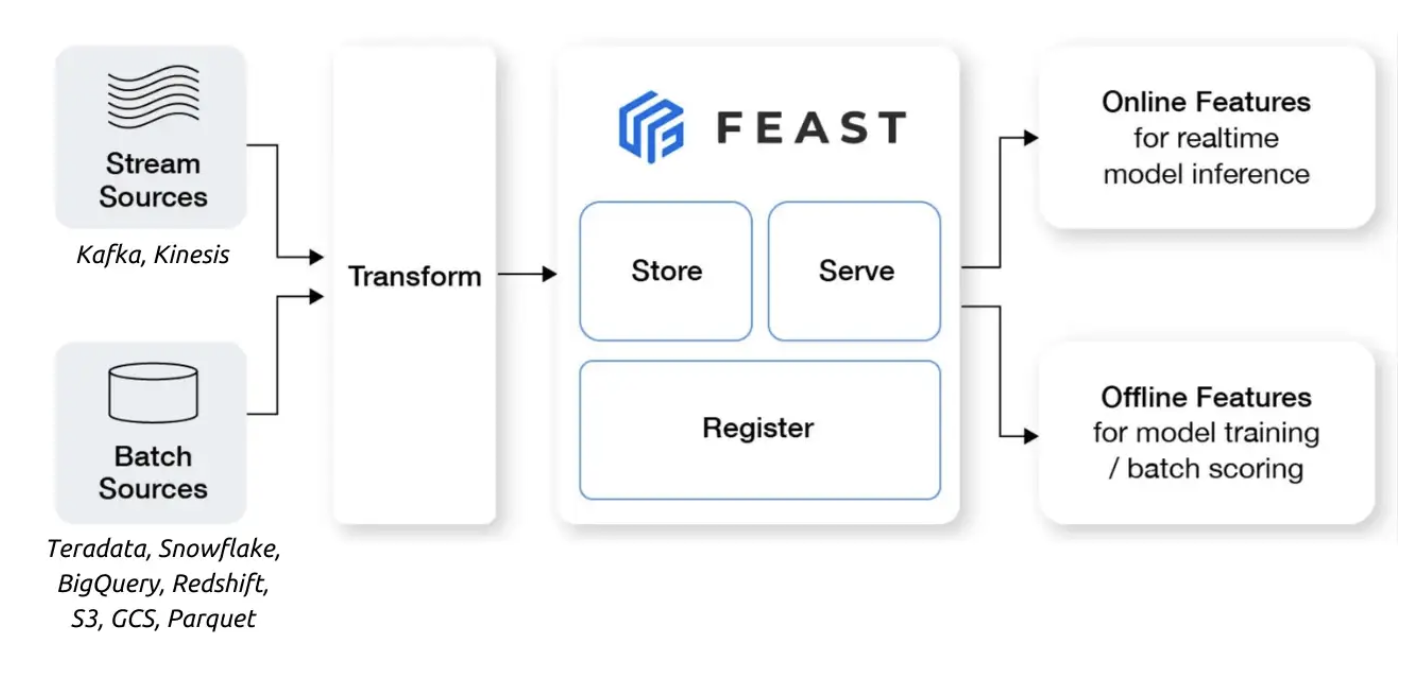 Stream
Sources
Kafka, Kinesis
Batch
Sources
Teradata, Snowflake,
BigQuery, Redshift,
S3, GCS, Parquet
Transform
FEAST
Store
Serve
Register
Online Features
for realtime
model inference
Offline Features
for model training
/ batch scoring